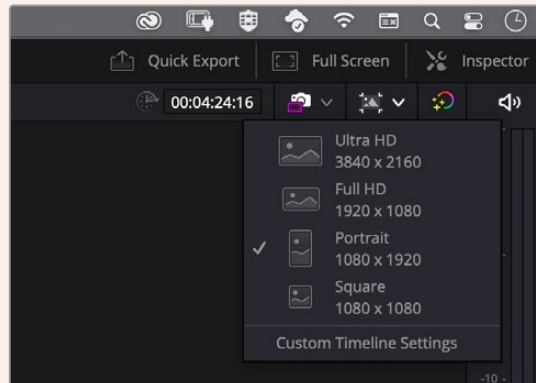 Quick Export
Full Screen
Inspector
00:04:24:16
Ultra HD
3840 x 2160
Full HD
1920 x 1080
Portrait
1080 x 1920
Square
1080 x 1080
Custom Timeline Settings
-10